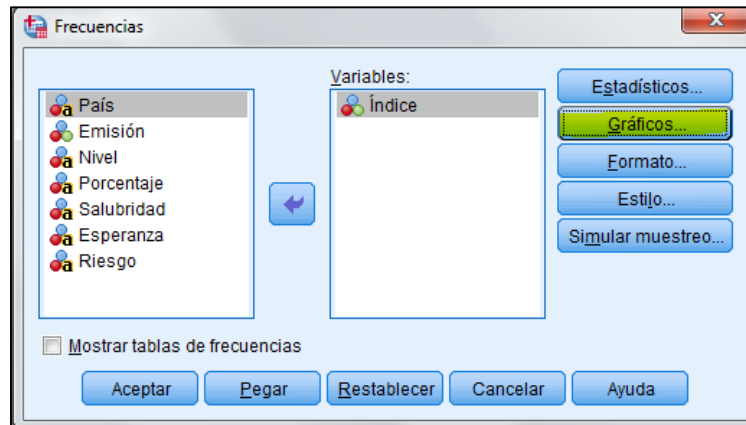 Frecuencias
Variables:
País
Emisión
Nivel
Porcentaje
Salubridad
Esperanza
Riesgo
Índice
Estadísticos...
Gráficos...
Formato...
Estilo...
Simular muestreo...
Mostrar tablas de frecuencias
Aceptar
Pegar
Restablecer
Cancelar
Ayuda